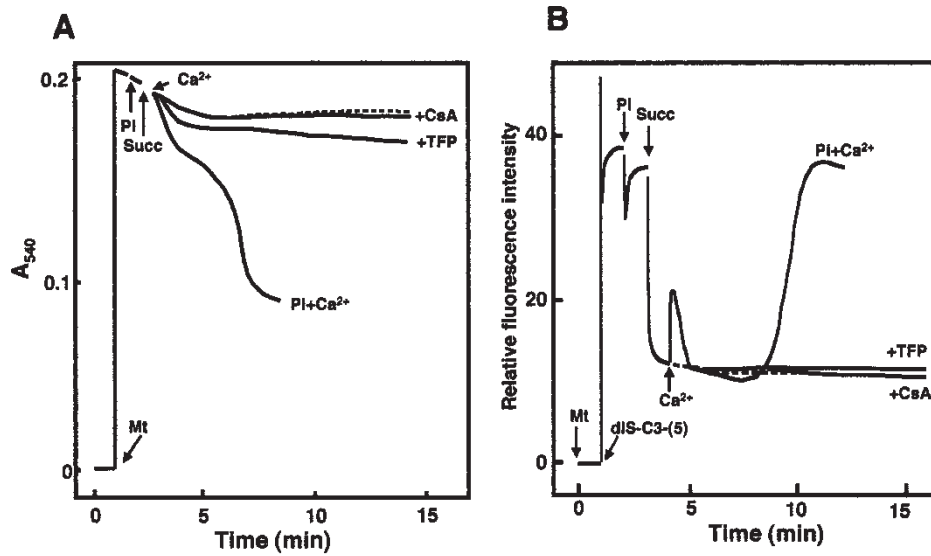 A
A540
0.2
0.1
0
Ca2+
PI
Succ
+CsA
+TFP
PI+Ca2+
Mt
0
5
10
15
Time (min)
B
Relative fluorescence intensity
40
20
0
PI
Succ
PI+Ca2+
+TFP
+CsA
Ca2+
Mt
dIS-C3-(5)
0
5
10
15
Time (min)